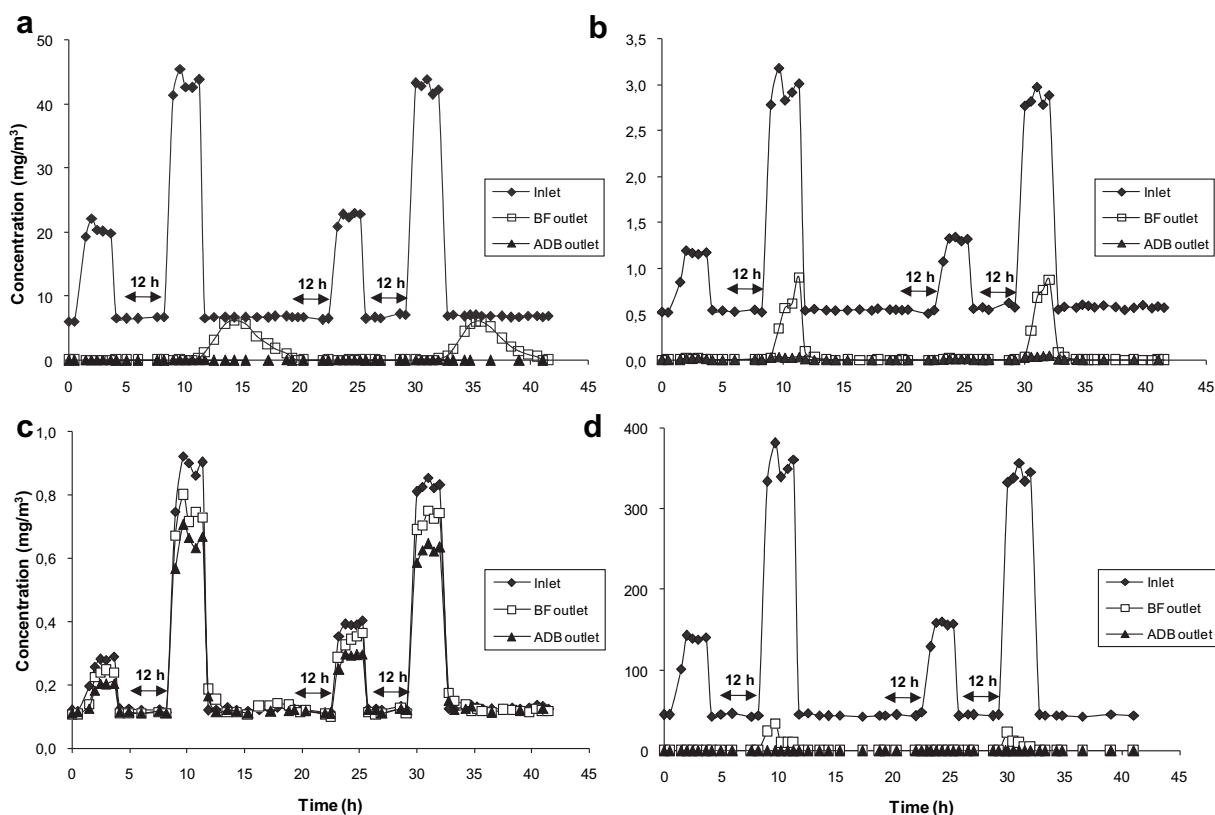 a
50
40
30
20
10
0
Concentration (mg/m³)
12 h
12 h
12 h
Inlet
BF outlet
ADB outlet
0 5 10 15 20 25 30 35 40 45
b
3,5
3,0
2,5
2,0
1,5
1,0
0,5
0,0
12 h
12 h
12 h
Inlet
BF outlet
ADB outlet
0 5 10 15 20 25 30 35 40 45
c
1,0
0,8
0,6
0,4
0,2
0,0
Concentration (mg/m³)
12 h
12 h
12 h
Inlet
BF outlet
ADB outlet
0 5 10 15 20 25 30 35 40 45
Time (h)
d
400
300
200
100
0
12 h
12 h
12 h
Inlet
BF outlet
ADB outlet
0 5 10 15 20 25 30 35 40 45
Time (h)